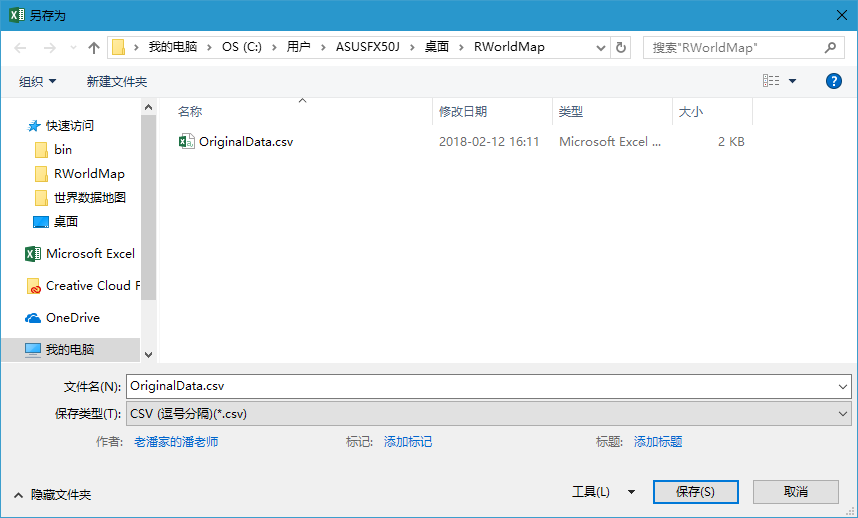 另存为
我的电脑 > OS (C:) > 用户 > ASUSFX50J > 桌面 > RWorldMap
搜索"RWorldMap"
组织
新建文件夹
?
快速访问
bin
RWorldMap
世界数据地图
桌面
Microsoft Excel
Creative Cloud F
OneDrive
我的电脑
名称 修改日期 类型 大小
OriginalData.csv 2018-02-12 16:11 Microsoft Excel ... 2 KB
文件名(N): OriginalData.csv
保存类型(T): CSV (逗号分隔)(*.csv)
作者: 老潘家的潘老师 标记: 添加标记 标题: 添加标题
隐藏文件夹 工具(L) 保存(S) 取消